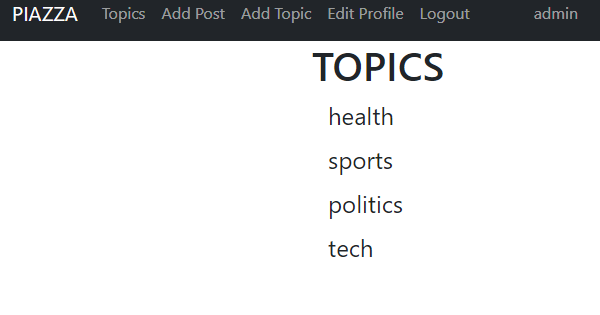 PIAZZA Topics Add Post Add Topic Edit Profile Logout admin
TOPICS
health
sports
politics
tech